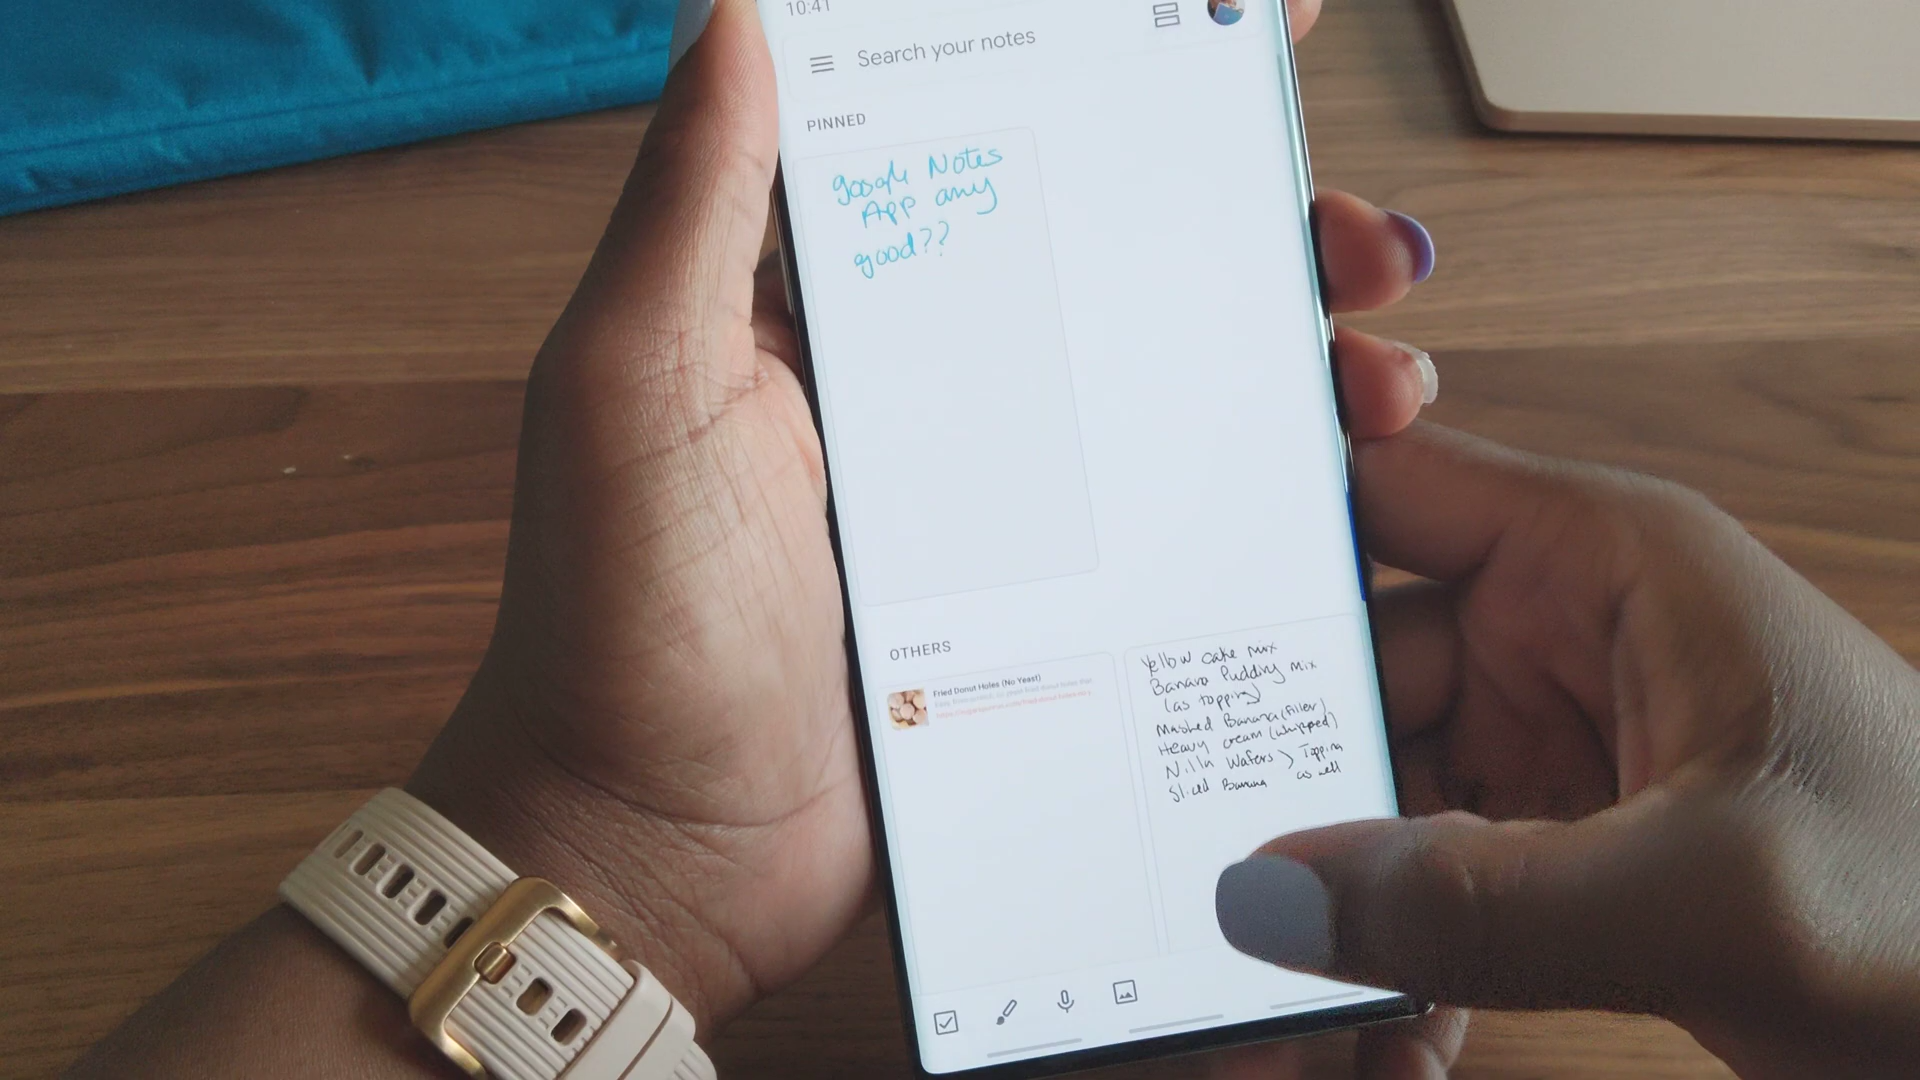 10:41
Search your notes
PINNED
google Notes
App any
good??
OTHERS
Fried Donut Holes (No Yeast)
Yellow cake mix
Banana Pudding mix
(as topping)
Mashed Banana (filler)
Heavy cream (whipped)
Nilla Wafers > Topping
Sliced Banana as well